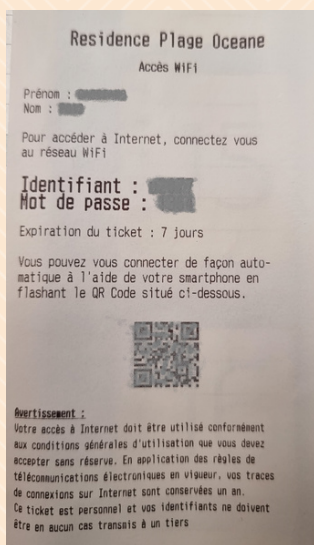 Residence Plage Oceane
Accès WiFi
Prénom :
Nom :
Pour accéder à Internet, connectez vous
au réseau WiFi
Identifiant :
Mot de passe :
Expiration du ticket : 7 jours
Vous pouvez vous connecter de façon auto-
matique à l'aide de votre smartphone en
flashant le QR Code situé ci-dessous.
Avertissement :
Votre accès à Internet doit être utilisé conformément
aux conditions générales d'utilisation que vous devez
accepter sans réserve. En application des règles de
télécommunications électroniques en vigueur, vos traces
de connexions sur Internet sont conservées un an.
Ce ticket est personnel et vos identifiants ne doivent
être en aucun cas transmis à un tiers